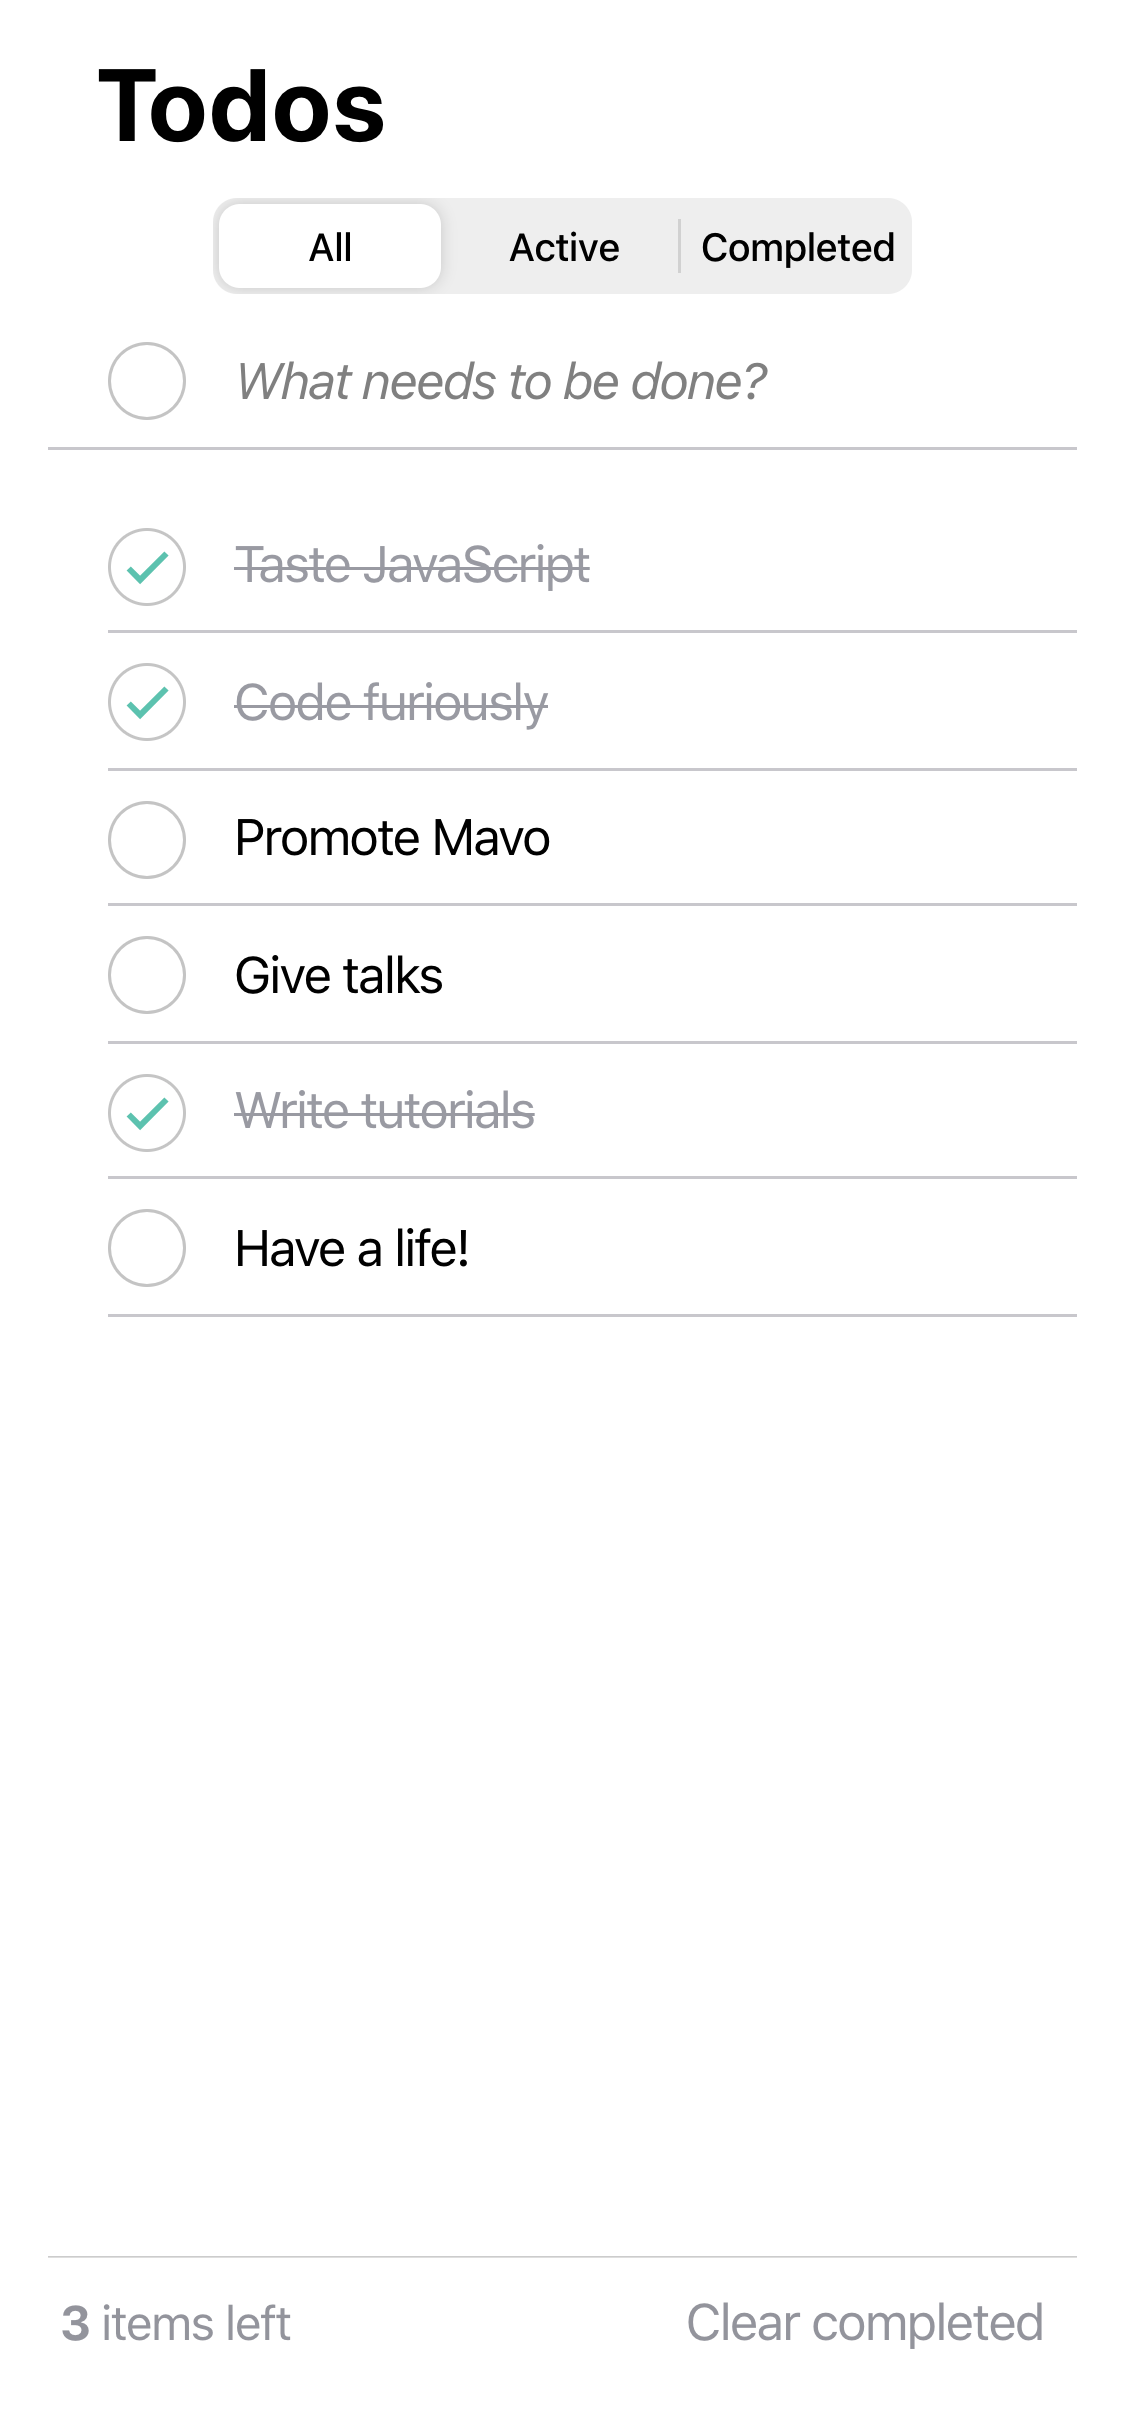 Todos
All Active Completed
What needs to be done?
Taste JavaScript
Code furiously
Promote Mavo
Give talks
Write tutorials
Have a life!
3 items left Clear completed